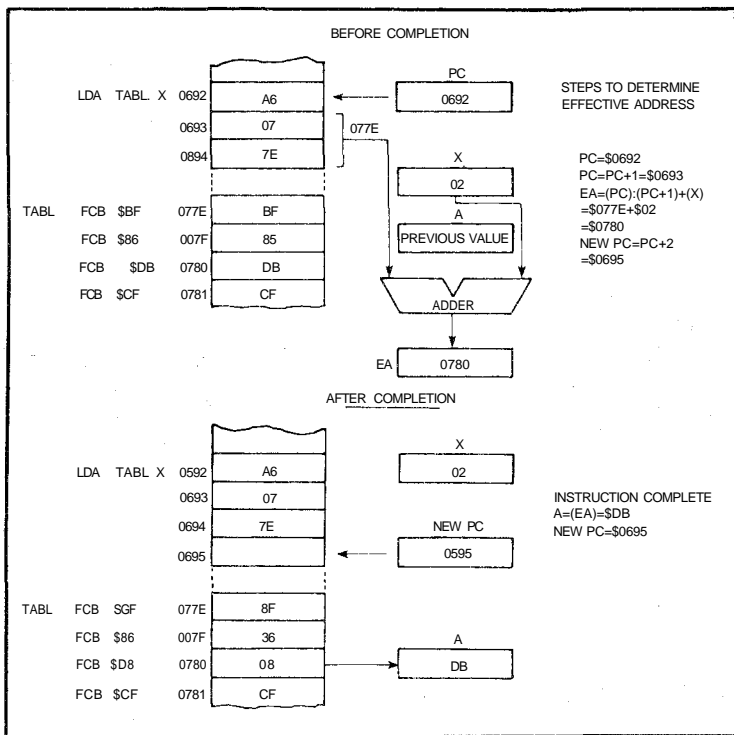 BEFORE COMPLETION
PC
LDA TABL. X 0692 A6 0692
0693 07 077E
0894 7E
STEPS TO DETERMINE
EFFECTIVE ADDRESS
X
02
A
PREVIOUS VALUE
PC=$0692
PC=PC+1=$0693
EA=(PC):(PC+1)+(X)
=$077E+$02
=$0780
NEW PC=PC+2
=$0695
TABL FCB $BF 077E BF
FCB $86 007F 85
FCB $DB 0780 DB
FCB $CF 0781 CF
ADDER
EA 0780
AFTER COMPLETION
X
LDA TABL X 0592 A6 02
0693 07
0694 7E NEW PC
0695 0595
INSTRUCTION COMPLETE
A=(EA)=$DB
NEW PC=$0695
TABL FCB SGF 077E 8F
FCB $86 007F 36 A
FCB $D8 0780 08 DB
FCB $CF 0781 CF